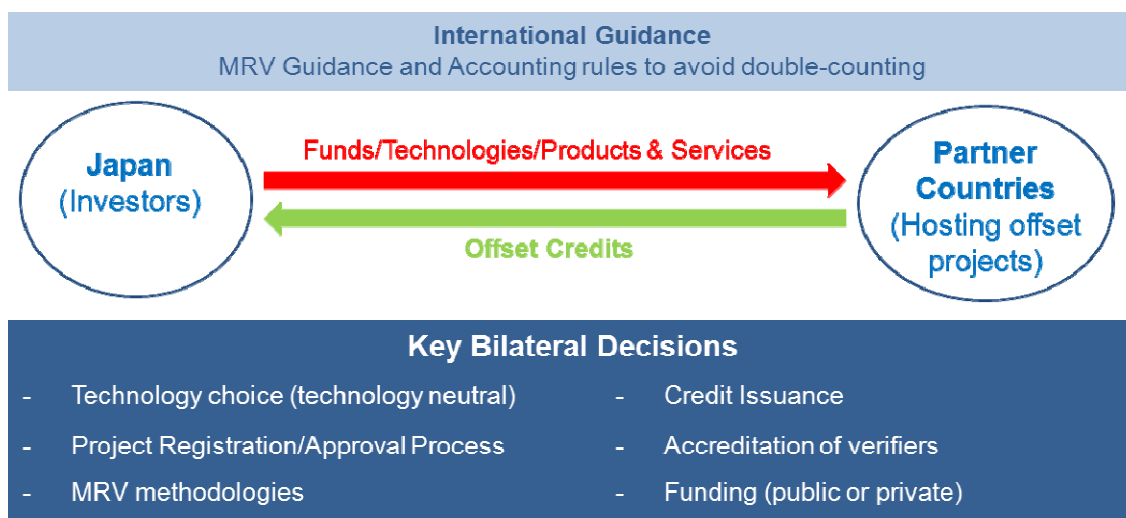 International Guidance
MRV Guidance and Accounting rules to avoid double-counting
Japan
(Investors)
Funds/Technologies/Products & Services
Offset Credits
Partner
Countries
(Hosting offset
projects)
Key Bilateral Decisions
- Technology choice (technology neutral)
- Project Registration/Approval Process
- MRV methodologies
- Credit Issuance
- Accreditation of verifiers
- Funding (public or private)